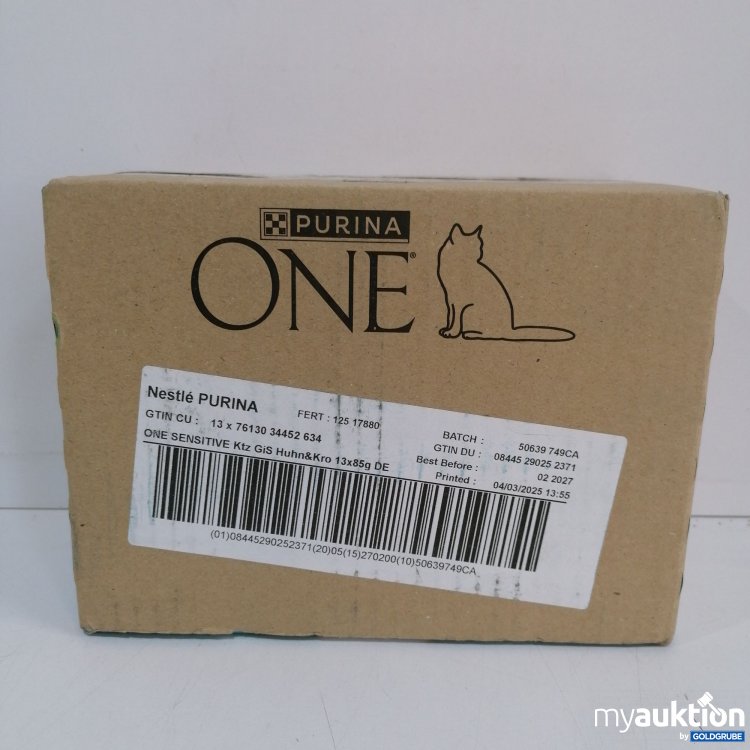 PURINA
ONE®
Nestlé PURINA
FERT : 125 17880
GTIN CU : 13 x 76130 34452 634
ONE SENSITIVE Ktz GiS Huhn&Kro 13x85g DE
BATCH : 50639 749CA
GTIN DU : 08445 29025 2371
Best Before : 02 2027
Printed : 04/03/2025 13:55
(01)08445290252371(20)05(15)270200(10)50639749CA
myauktion
by GOLDGRUBE